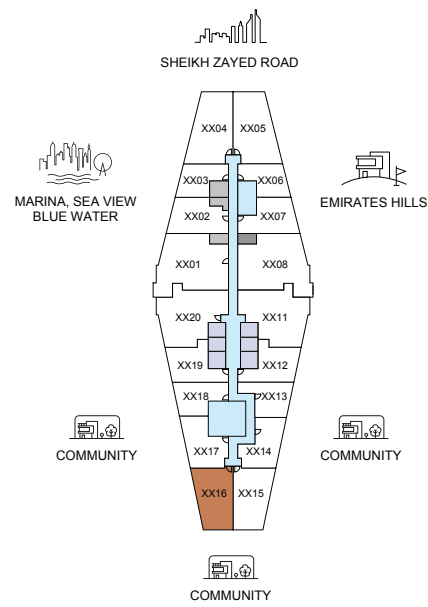 SHEIKH ZAYED ROAD
XX04 XX05
XX03 XX06
MARINA, SEA VIEW
BLUE WATER
EMIRATES HILLS
XX02 XX07
XX01 XX08
XX20 XX11
XX19 XX12
XX18 XX13
COMMUNITY
XX17 XX14
COMMUNITY
XX16 XX15
COMMUNITY